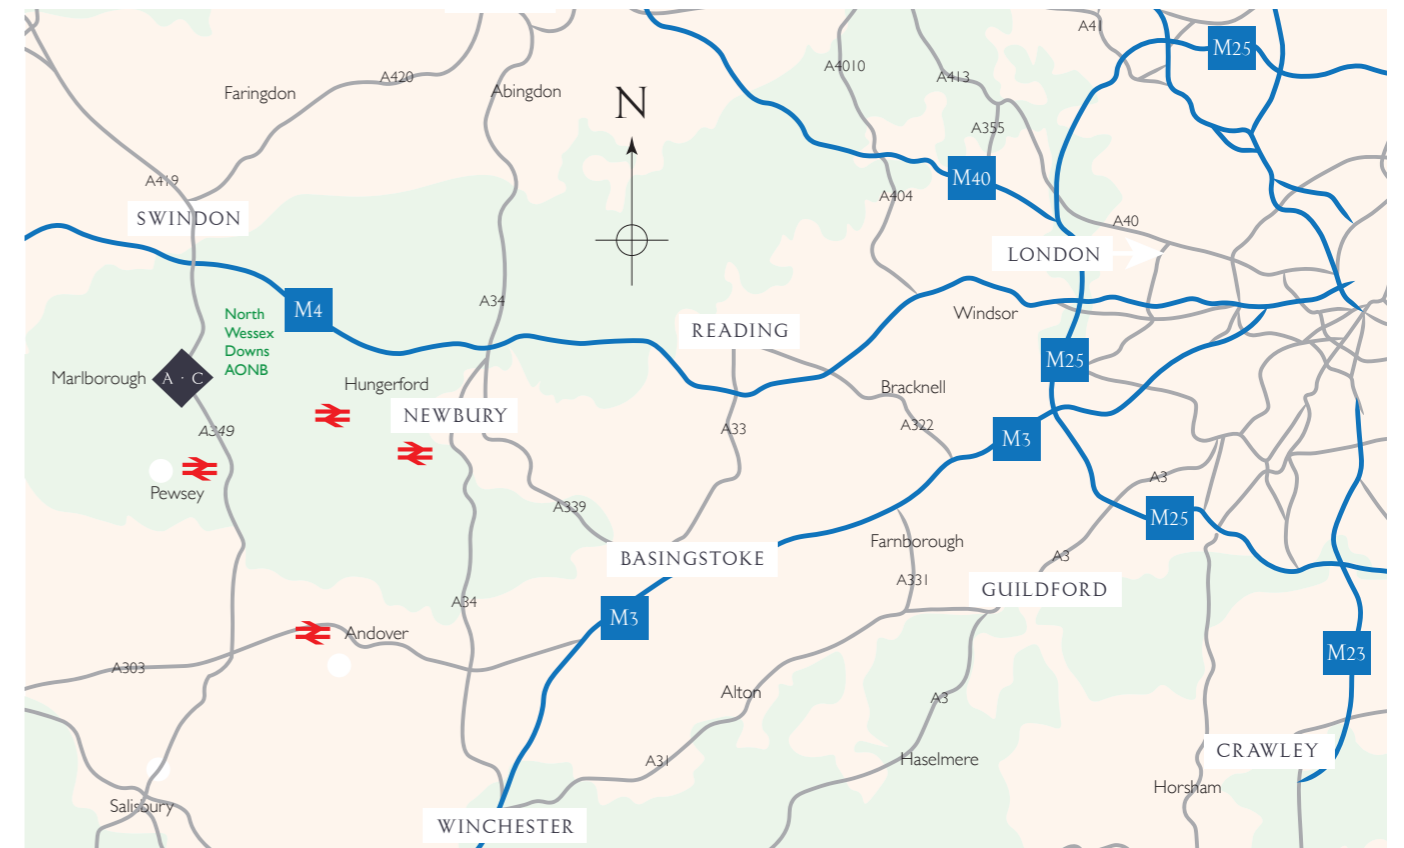 A41
M25
A4010
A413
A420
Faringdon
Abingdon
N
A355
M40
A419
A404
SWINDON
A40
LONDON
A34
M4
North
Wessex
Downs
AONB
Windsor
READING
M25
Marlborough
A · C
Hungerford
Bracknell
NEWBURY
A349
A33
A322
M3
Pewsey
A3
A339
M25
Farnborough
BASINGSTOKE
A3
A331
GUILDFORD
A34
M3
Andover
M23
A303
Alton
A3
CRAWLEY
A31
Haselmere
Horsham
Salisbury
WINCHESTER